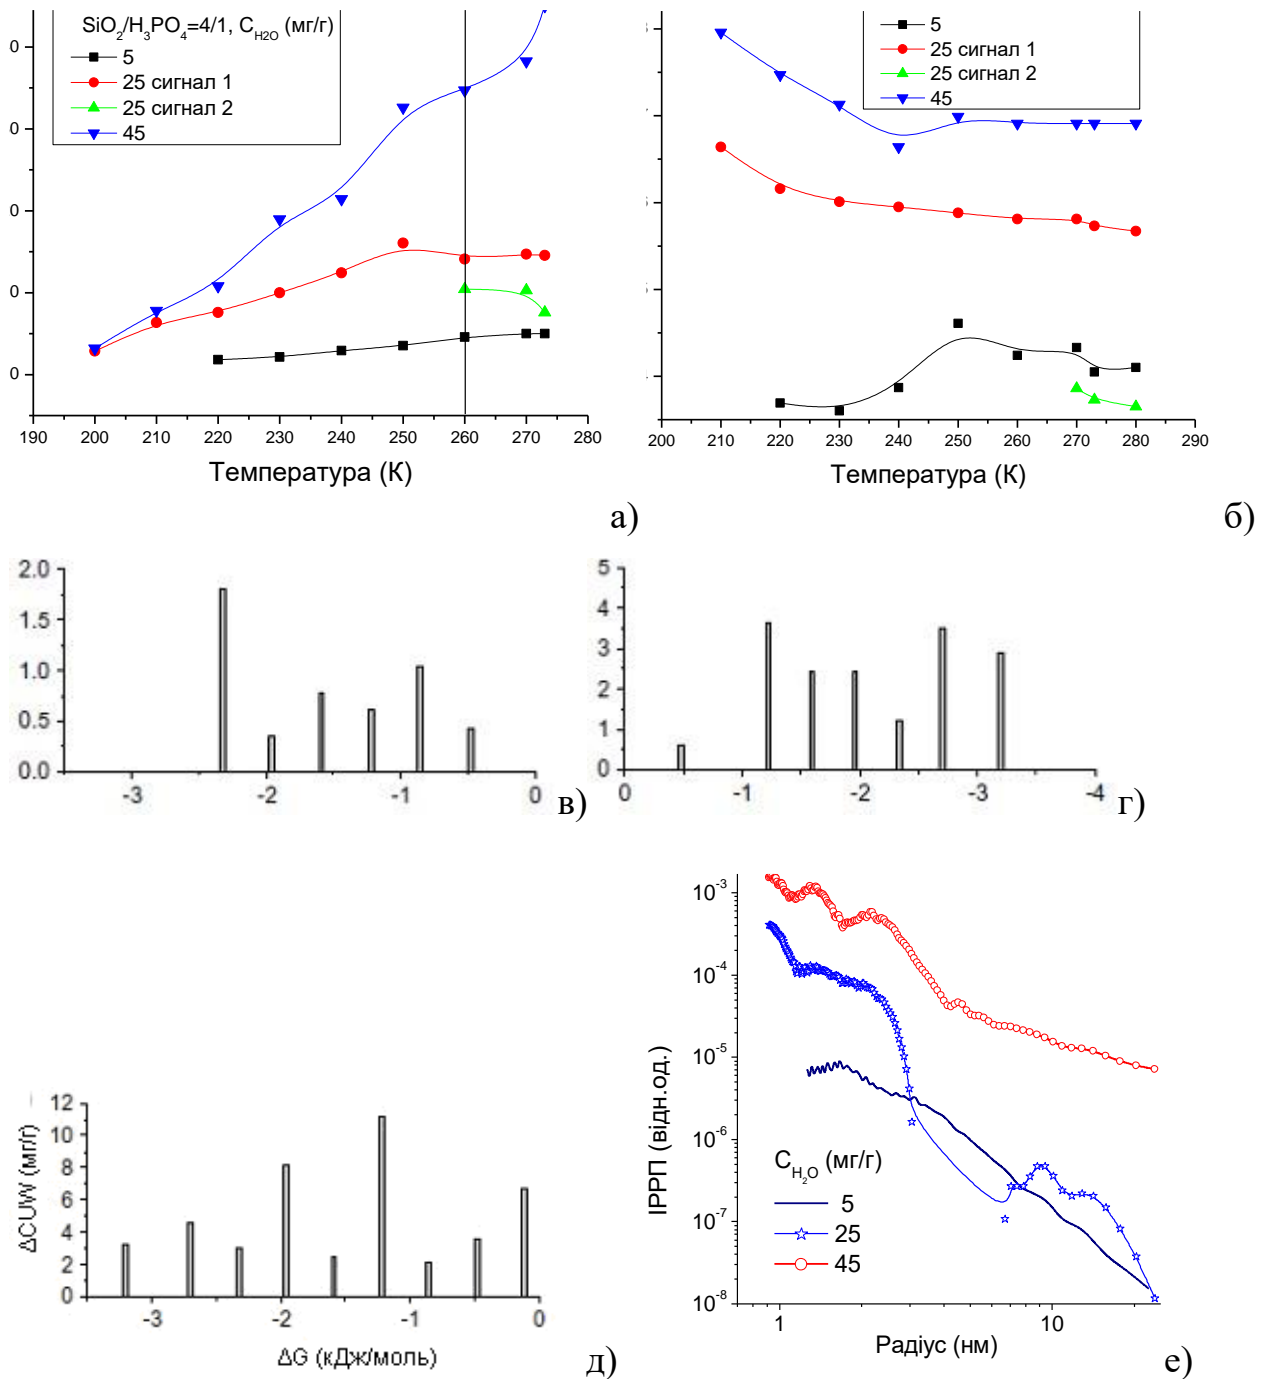 SiO2/H3PO4=4/1, CH2O (мг/г)
5
25 сигнал 1
25 сигнал 2
45
0
0
0
0
0
190 200 210 220 230 240 250 260 270 280
Температура (К)
а)
5
25 сигнал 1
25 сигнал 2
45
200 210 220 230 240 250 260 270 280 290
Температура (К)
б)
2.0
1.5
1.0
0.5
0.0
-3 -2 -1 0
в)
5
4
3
2
1
0
0 -1 -2 -3 -4
г)
ΔCUW (мг/г)
12
10
8
6
4
2
0
-3 -2 -1 0
ΔG (кДж/моль)
д)
ІРРП (відн.од.)
10-3
10-4
10-5
10-6
10-7
10-8
CH2O (мг/г)
5
25
45
1 10
Радіус (нм)
е)